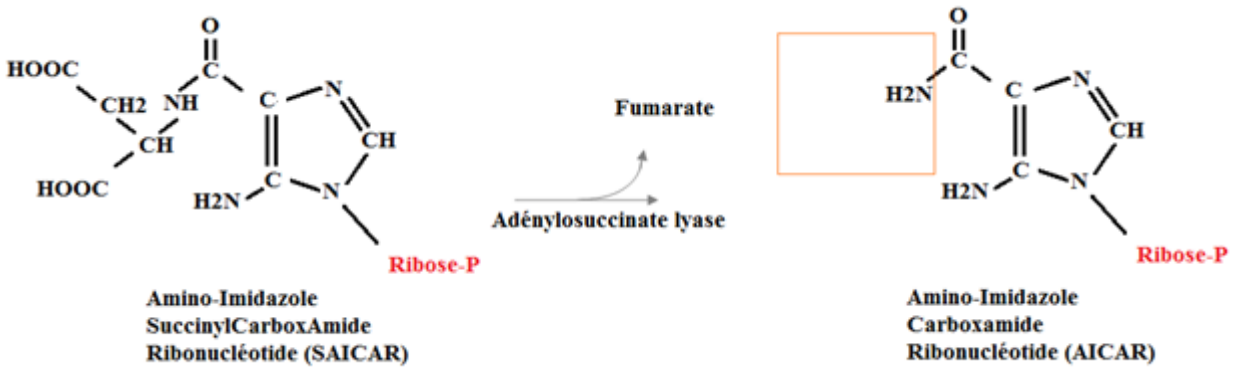 O
HOOC
C
N
NH
C
CH2
CH
CH
C
HOOC
H2N
N
Ribose-P
Amino-Imidazole
SuccinylCarboxAmide
Ribonucléotide (SAICAR)
Fumarate
Adénylosuccinate lyase
O
C
H2N
N
C
CH
C
H2N
N
Ribose-P
Amino-Imidazole
Carboxamide
Ribonucléotide (AICAR)